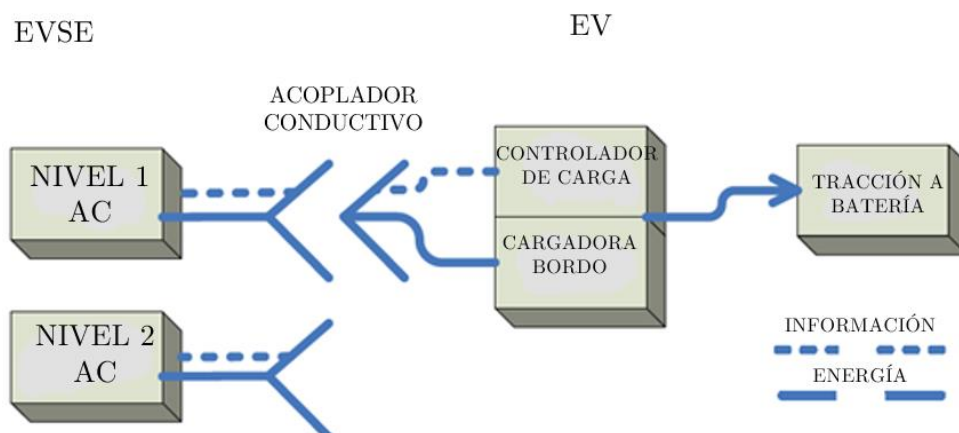 EVSE
EV
ACOPLADOR
CONDUCTIVO
NIVEL 1
AC
CONTROLADOR
DE CARGA
CARGADORA
BORDO
TRACCIÓN A
BATERÍA
NIVEL 2
AC
INFORMACIÓN
ENERGÍA